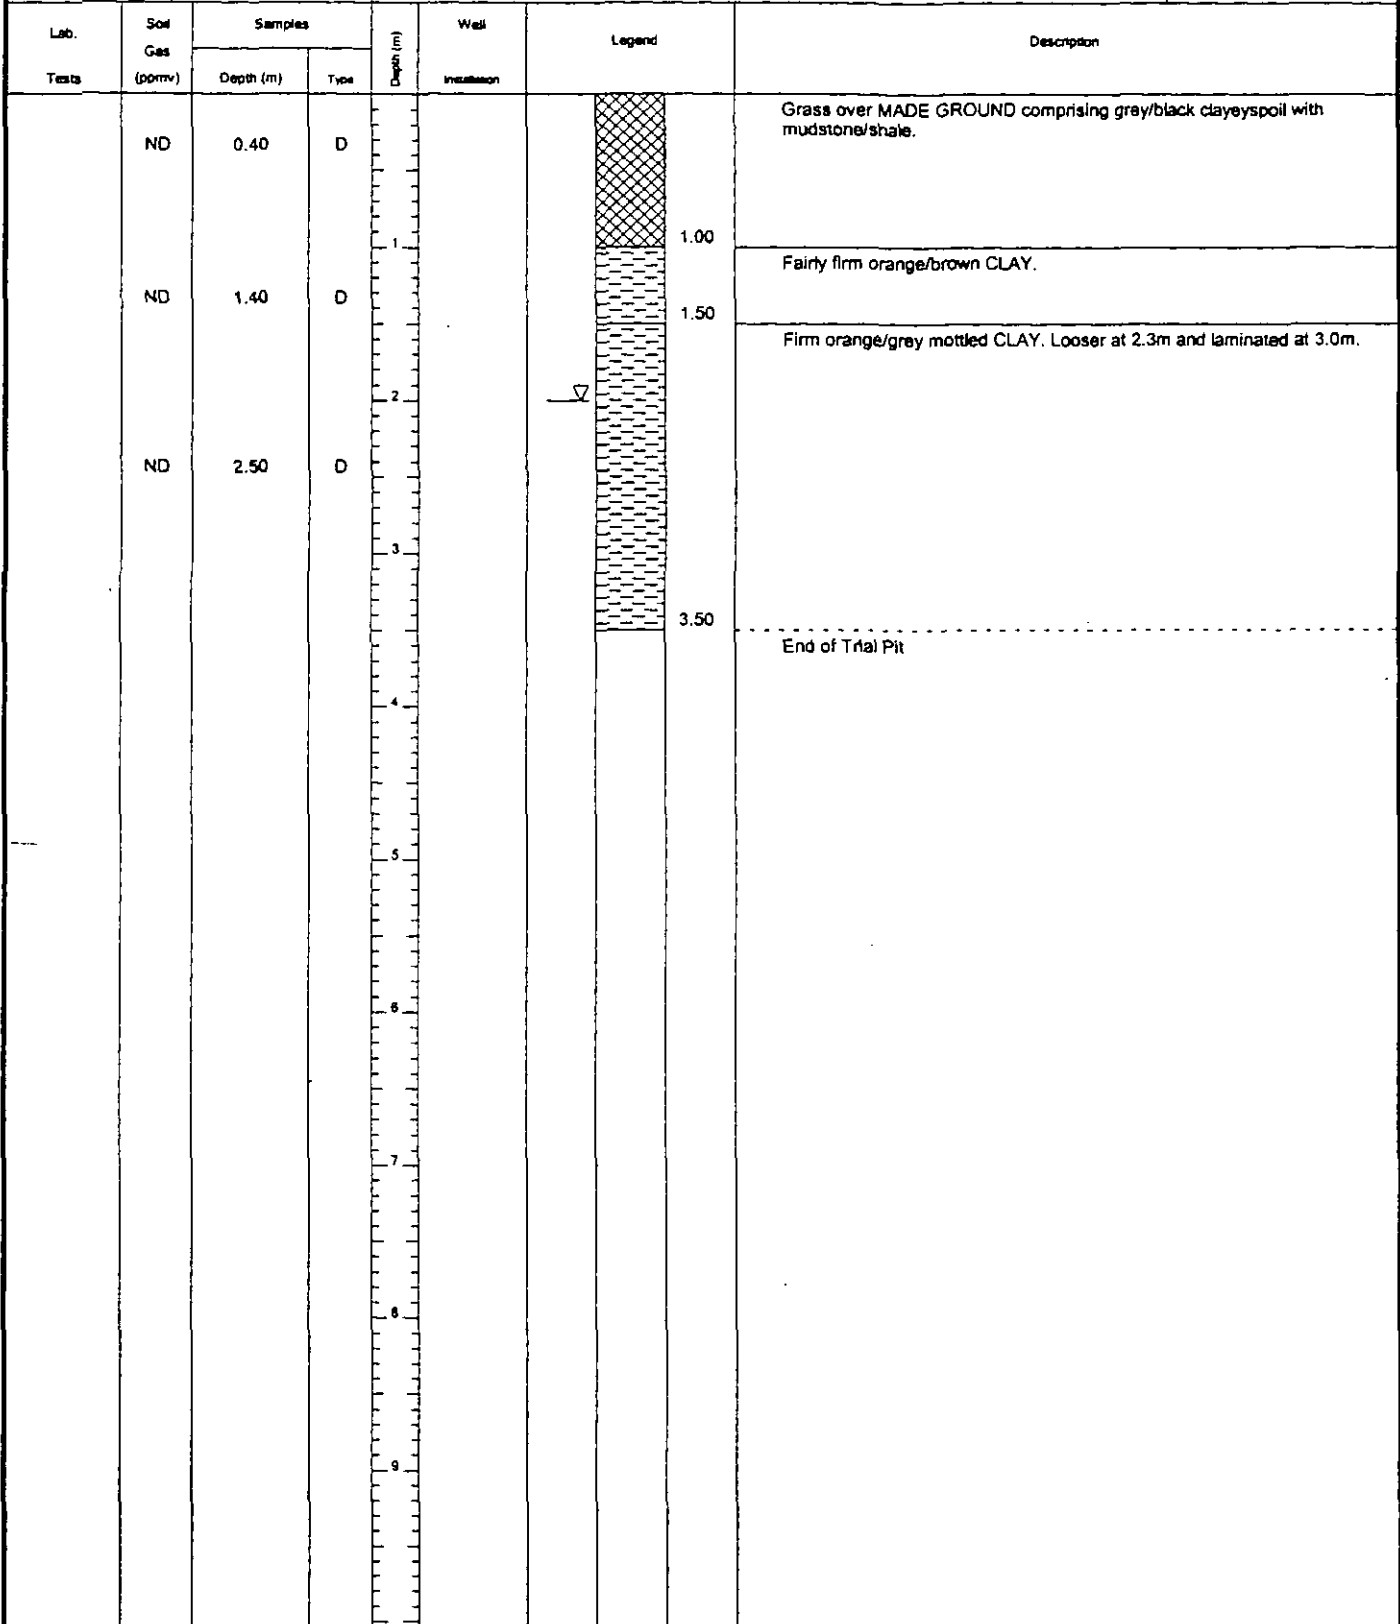 Lab.
Tests
Soil
Gas
(ppmv)
Samples
Depth (m)
Type
Depth (m)
Well
Installation
Legend
Description
Grass over MADE GROUND comprising grey/black clayeyspoil with
mudstone/shale.
ND 0.40 D
1 1.00
Fairly firm orange/brown CLAY.
ND 1.40 D
1.50
Firm orange/grey mottled CLAY. Looser at 2.3m and laminated at 3.0m.
2
ND 2.50 D
3
3.50
End of Trial Pit
4
5
6
7
8
9